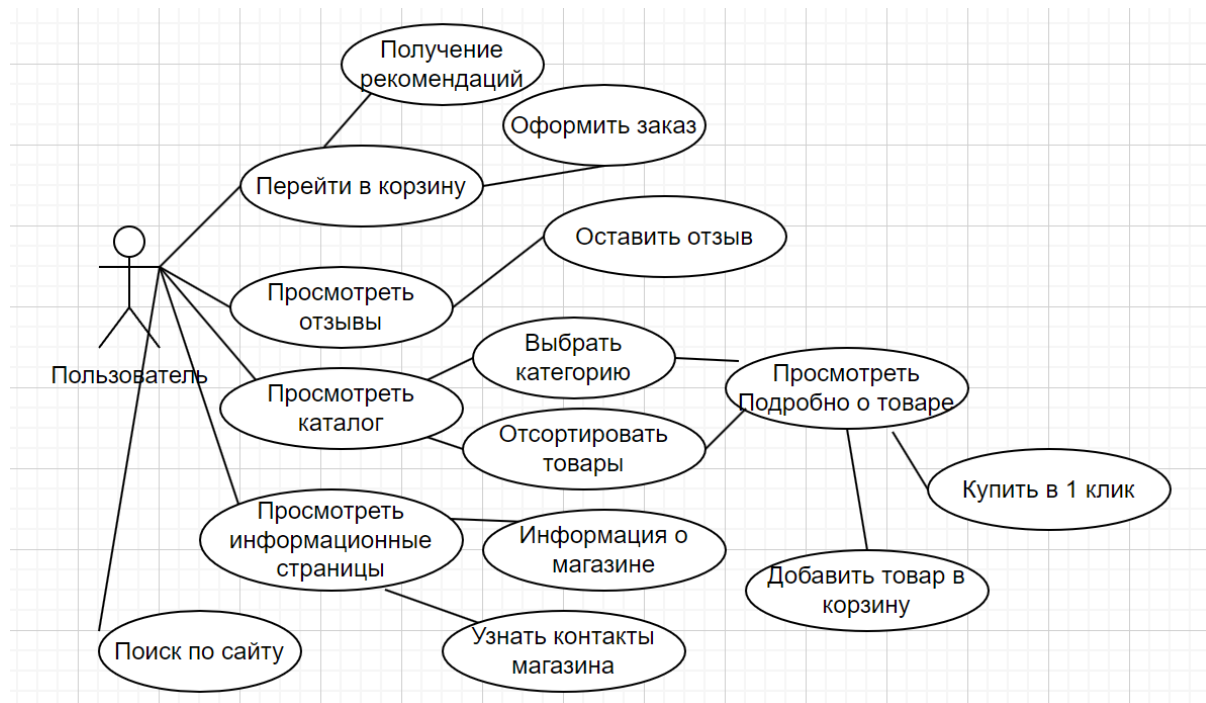 Получение
рекомендаций
Оформить заказ
Перейти в корзину
Оставить отзыв
Просмотреть
отзывы
Пользователь
Выбрать
категорию
Просмотреть
Подробно о товаре
Просмотреть
каталог
Отсортировать
товары
Купить в 1 клик
Просмотреть
информационные
страницы
Информация о
магазине
Добавить товар в
корзину
Поиск по сайту
Узнать контакты
магазина